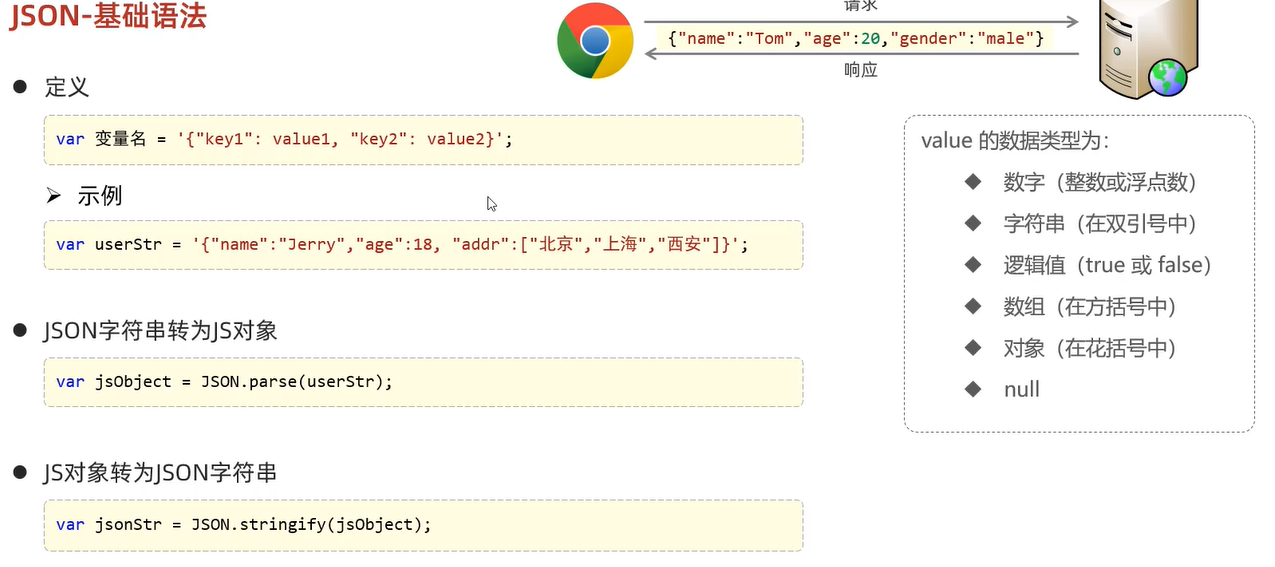 JSON-基础语法
请求
{"name":"Tom","age":20,"gender":"male"}
响应
定义
var 变量名 = '{"key1": value1, "key2": value2}';
示例
var userStr = '{"name":"Jerry","age":18, "addr":["北京","上海","西安"]}';
JSON字符串转为JS对象
var jsObject = JSON.parse(userStr);
JS对象转为JSON字符串
var jsonStr = JSON.stringify(jsObject);
value 的数据类型为：
数字（整数或浮点数）
字符串（在双引号中）
逻辑值（true 或 false）
数组（在方括号中）
对象（在花括号中）
null